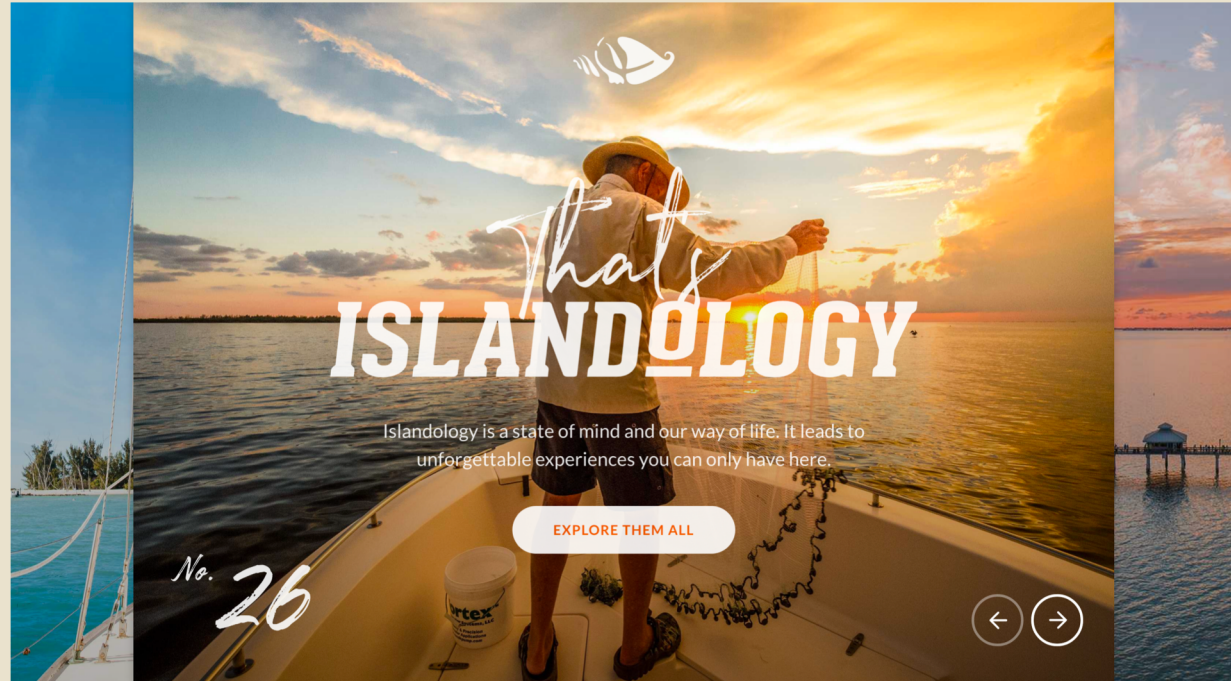 That's
ISLANDOLOGY
Islandology is a state of mind and our way of life. It leads to
unforgettable experiences you can only have here.
EXPLORE THEM ALL
No. 26
ortex